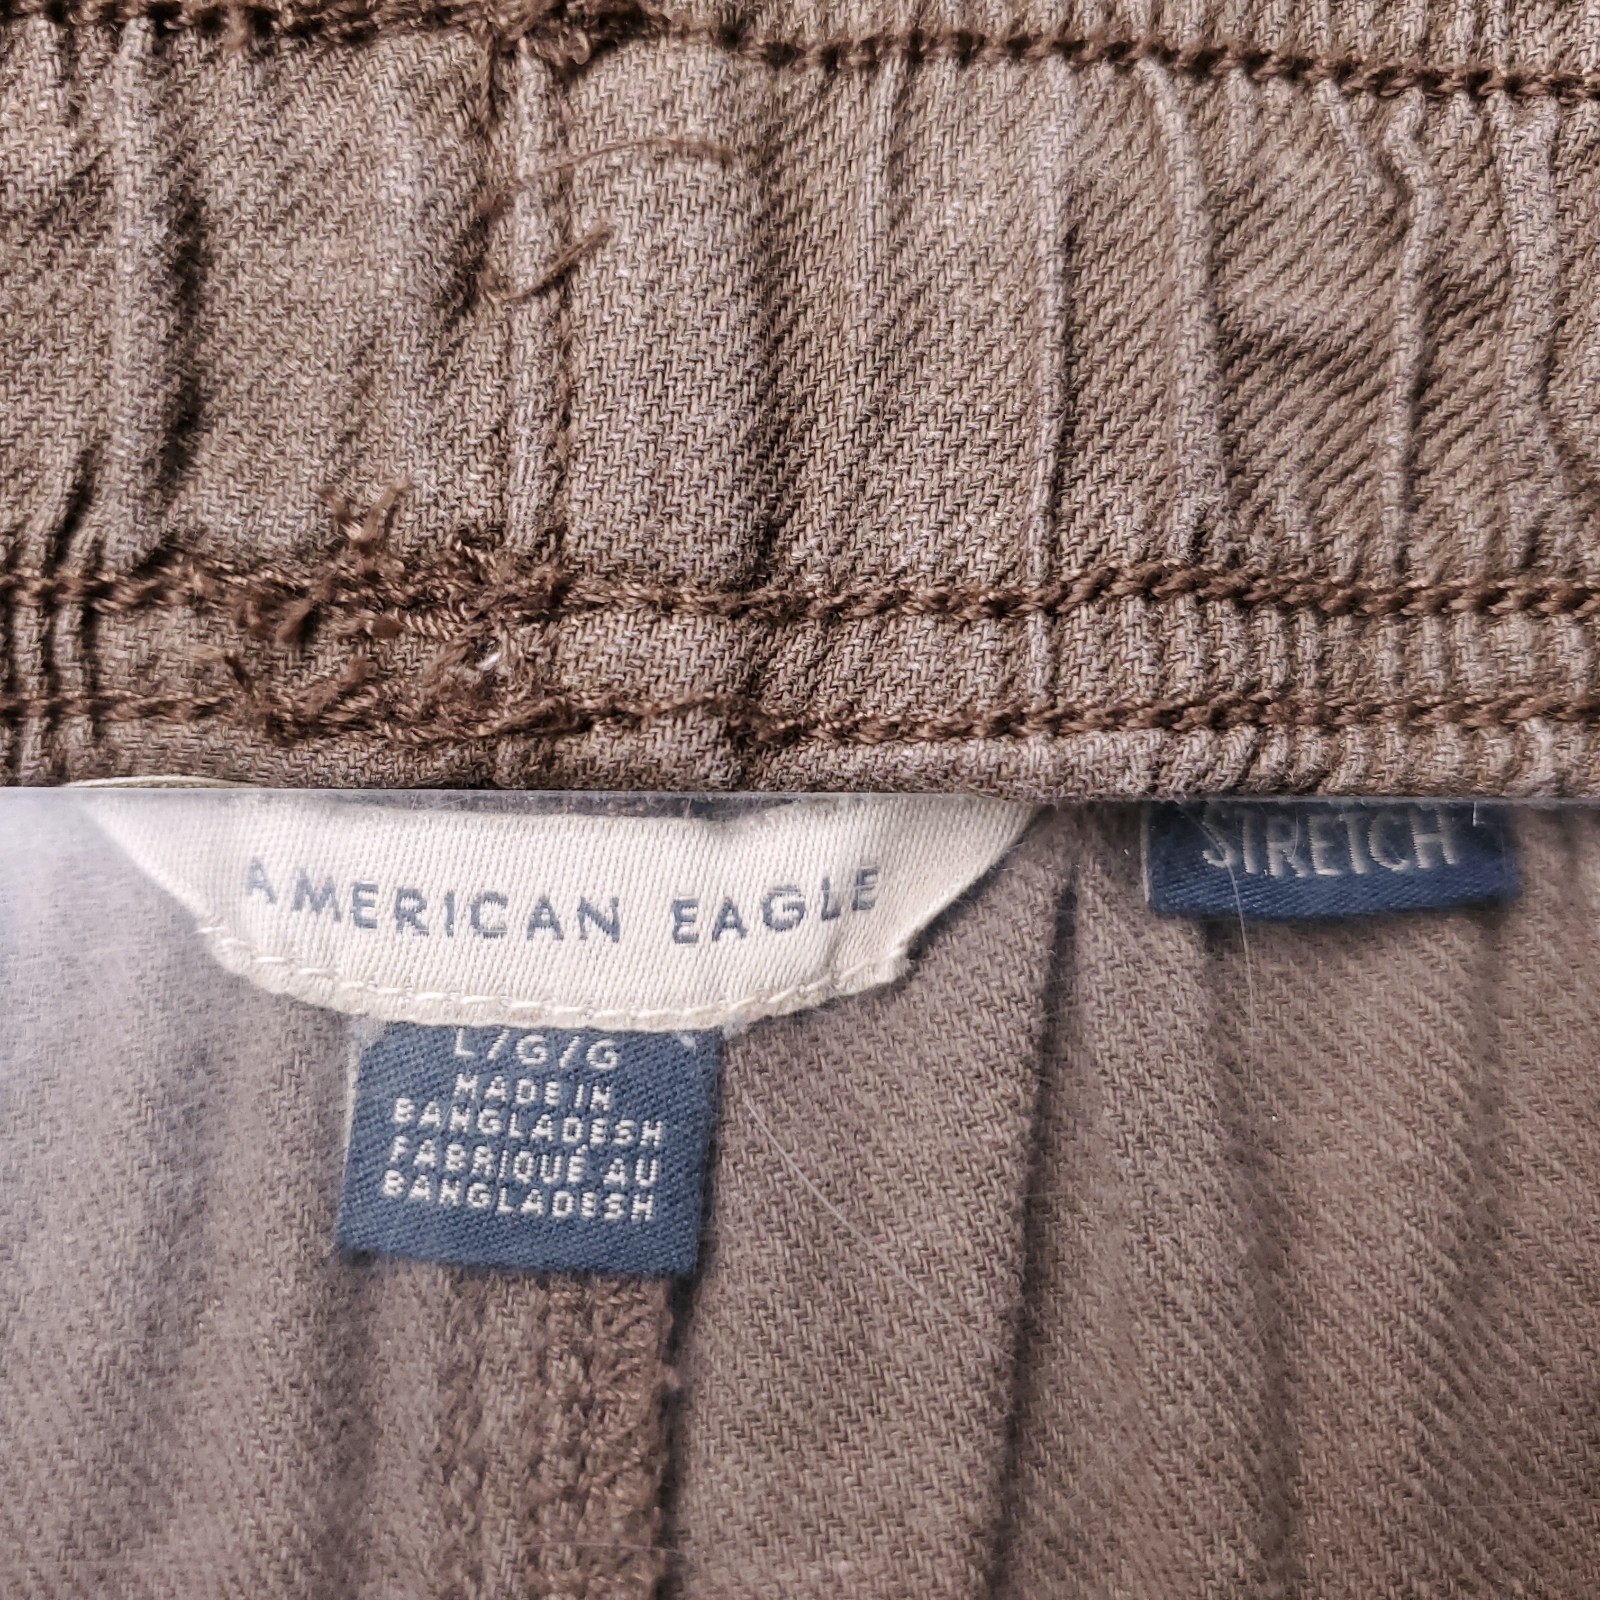 AMERICAN EAGLE
STRETCH
L/G/G
MADE IN
BANGLADESH
FABRIQUÉ AU
BANGLADESH